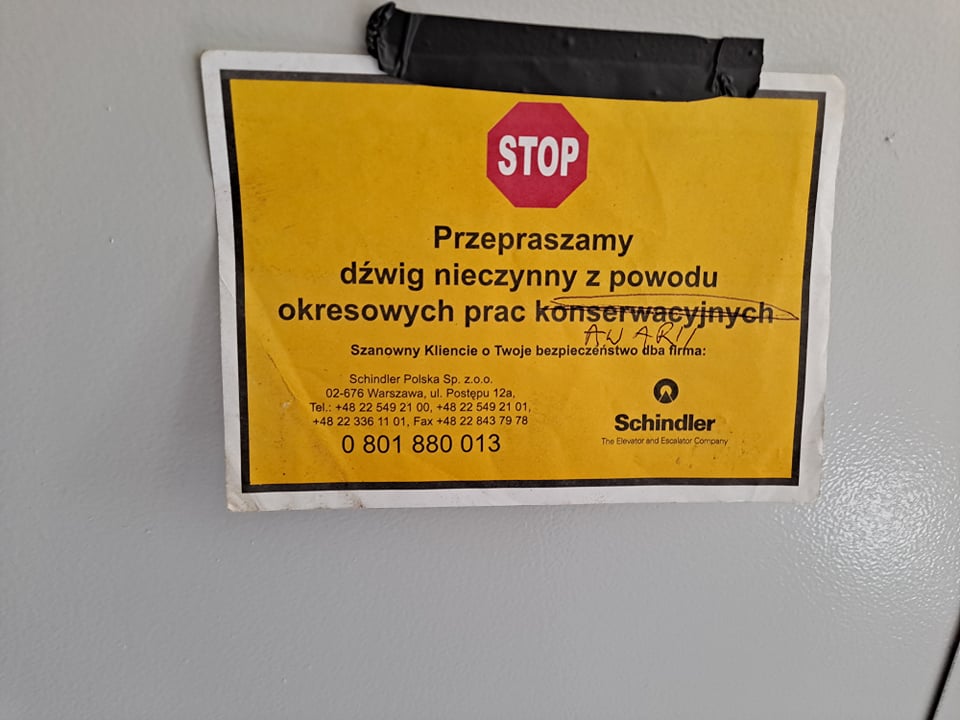 STOP
Przepraszamy
dźwig nieczynny z powodu
okresowych prac konserwacyjnych
AWARII
Szanowny Kliencie o Twoje bezpieczeństwo dba firma:
Schindler Polska Sp. z.o.o.
02-676 Warszawa, ul. Postępu 12a,
Tel.: +48 22 549 21 00, +48 22 549 21 01,
+48 22 336 11 01, Fax +48 22 843 79 78
0 801 880 013
Schindler
The Elevator and Escalator Company